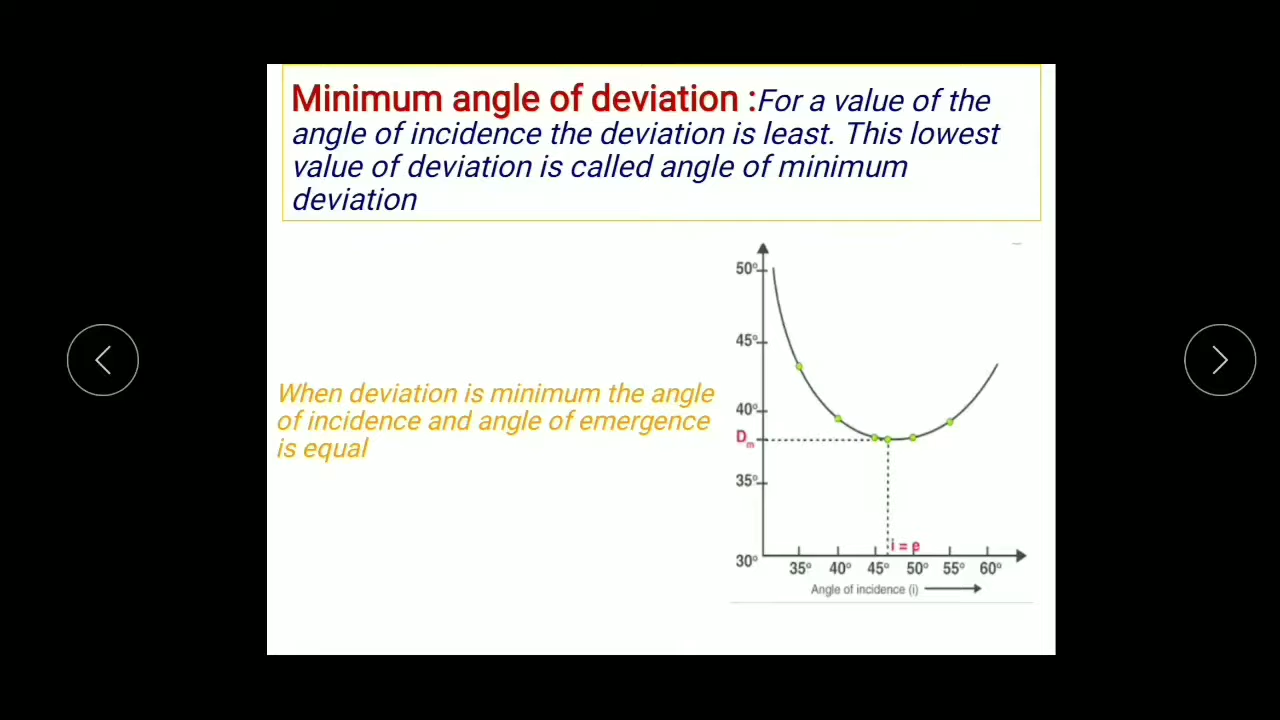 Minimum angle of deviation :For a value of the
angle of incidence the deviation is least. This lowest
value of deviation is called angle of minimum
deviation
When deviation is minimum the angle
of incidence and angle of emergence
is equal
50°
45°
40°
Dm
35°
30°
i = e
35° 40° 45° 50° 55° 60°
Angle of incidence (i)